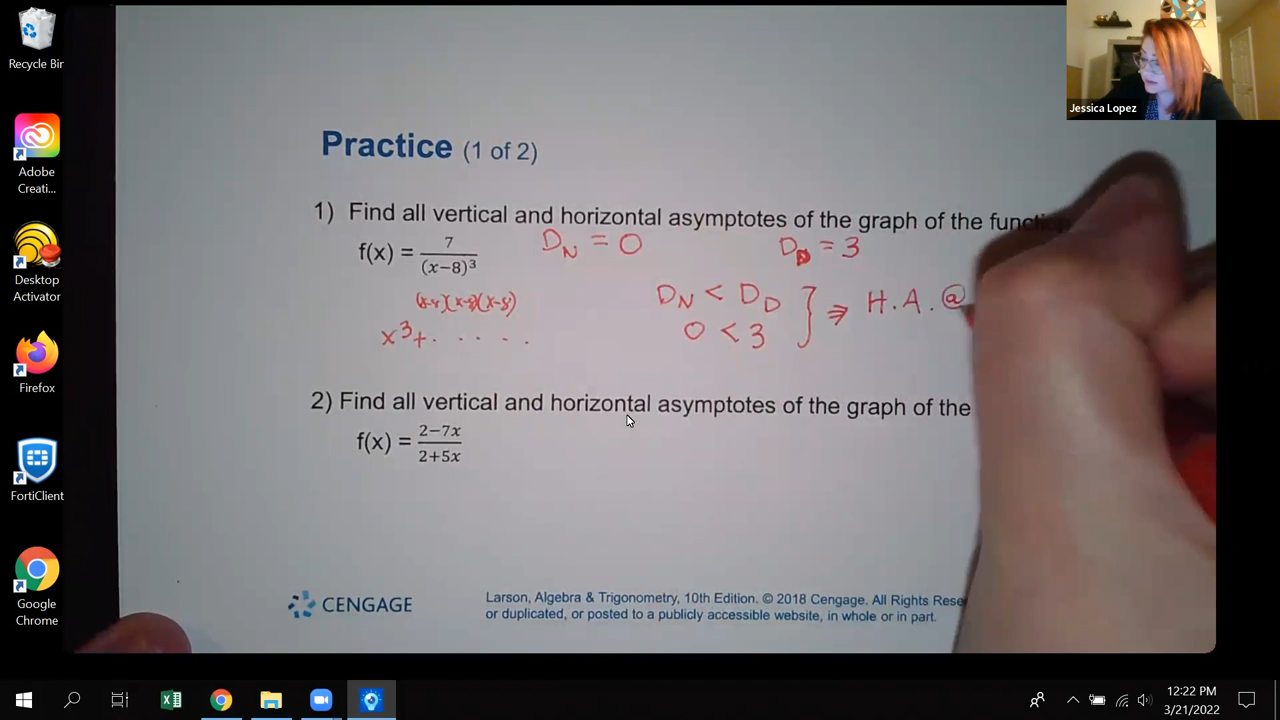 Recycle Bin
Adobe
Creati...
Desktop
Activator
Firefox
FortiClient
Google
Chrome
Jessica Lopez
Practice (1 of 2)
1) Find all vertical and horizontal asymptotes of the graph of the
f(x) = 7/(x−8)³
D_N = 0
D_D = 3
(x-8)(x-8)(x-8)
x³+. . . . .
D_N < D_D
0 < 3
} ⇒ H.A. @
2) Find all vertical and horizontal asymptotes of the graph of the
f(x) = 2−7x/2+5x
CENGAGE
Larson, Algebra & Trigonometry, 10th Edition. © 2018 Cengage. All Rights
or duplicated, or posted to a publicly accessible website, in whole or in part.
12:22 PM
3/21/2022